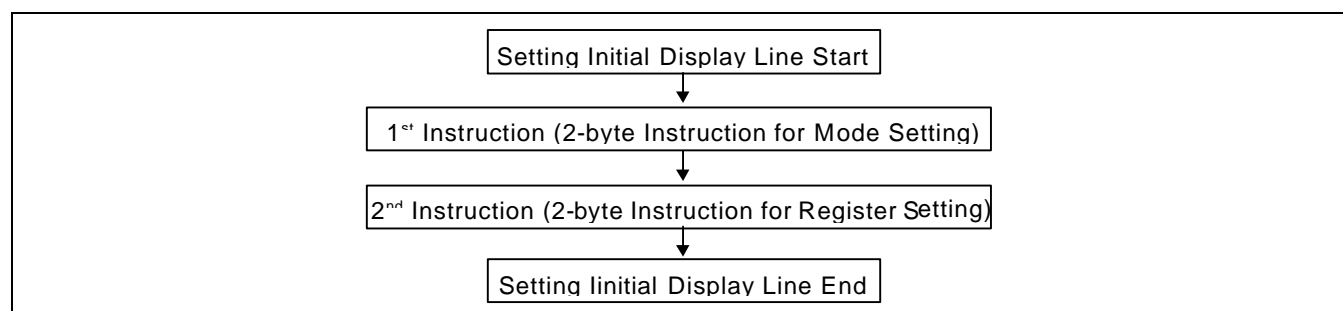 Setting Initial Display Line Start
1st Instruction (2-byte Instruction for Mode Setting)
2nd Instruction (2-byte Instruction for Register Setting)
Setting Iinitial Display Line End